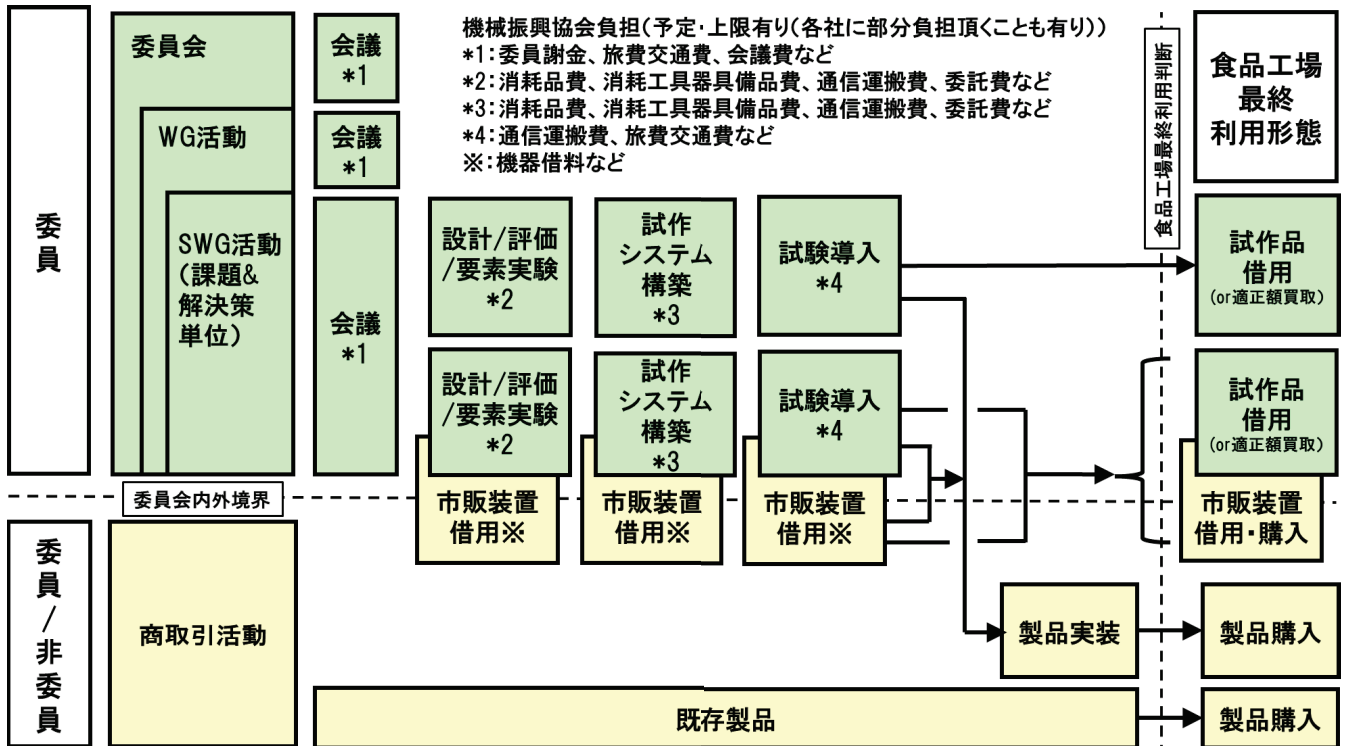 機械振興協会負担(予定･上限有り(各社に部分負担頂くことも有り))
*1:委員謝金、旅費交通費、会議費など
*2:消耗品費、消耗工具器具備品費、通信運搬費、委託費など
*3:消耗品費、消耗工具器具備品費、通信運搬費、委託費など
*4:通信運搬費、旅費交通費など
※:機器借料など
委員
委員会
WG活動
SWG活動
(課題&
解決策
単位)
会議
*1
会議
*1
会議
*1
設計/評価
/要素実験
*2
試作
システム
構築
*3
試験導入
*4
食品工場最終利用判断
食品工場
最終
利用形態
試作品
借用
(or適正額買取)
設計/評価
/要素実験
*2
試作
システム
構築
*3
試験導入
*4
試作品
借用
(or適正額買取)
市販装置
借用※
市販装置
借用※
市販装置
借用※
市販装置
借用･購入
委員会内外境界
委員/非委員
商取引活動
製品実装
製品購入
既存製品
製品購入